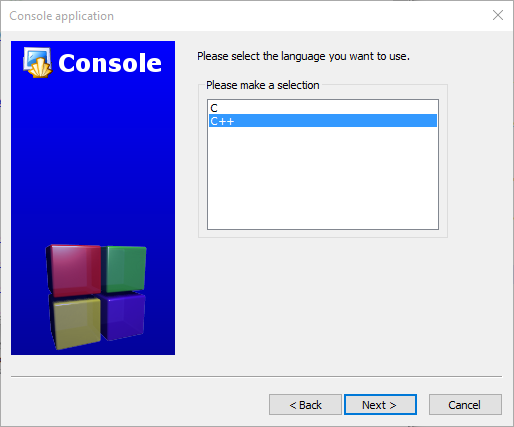 Console application
Console
Please select the language you want to use.
Please make a selection
C
C++
< Back
Next >
Cancel